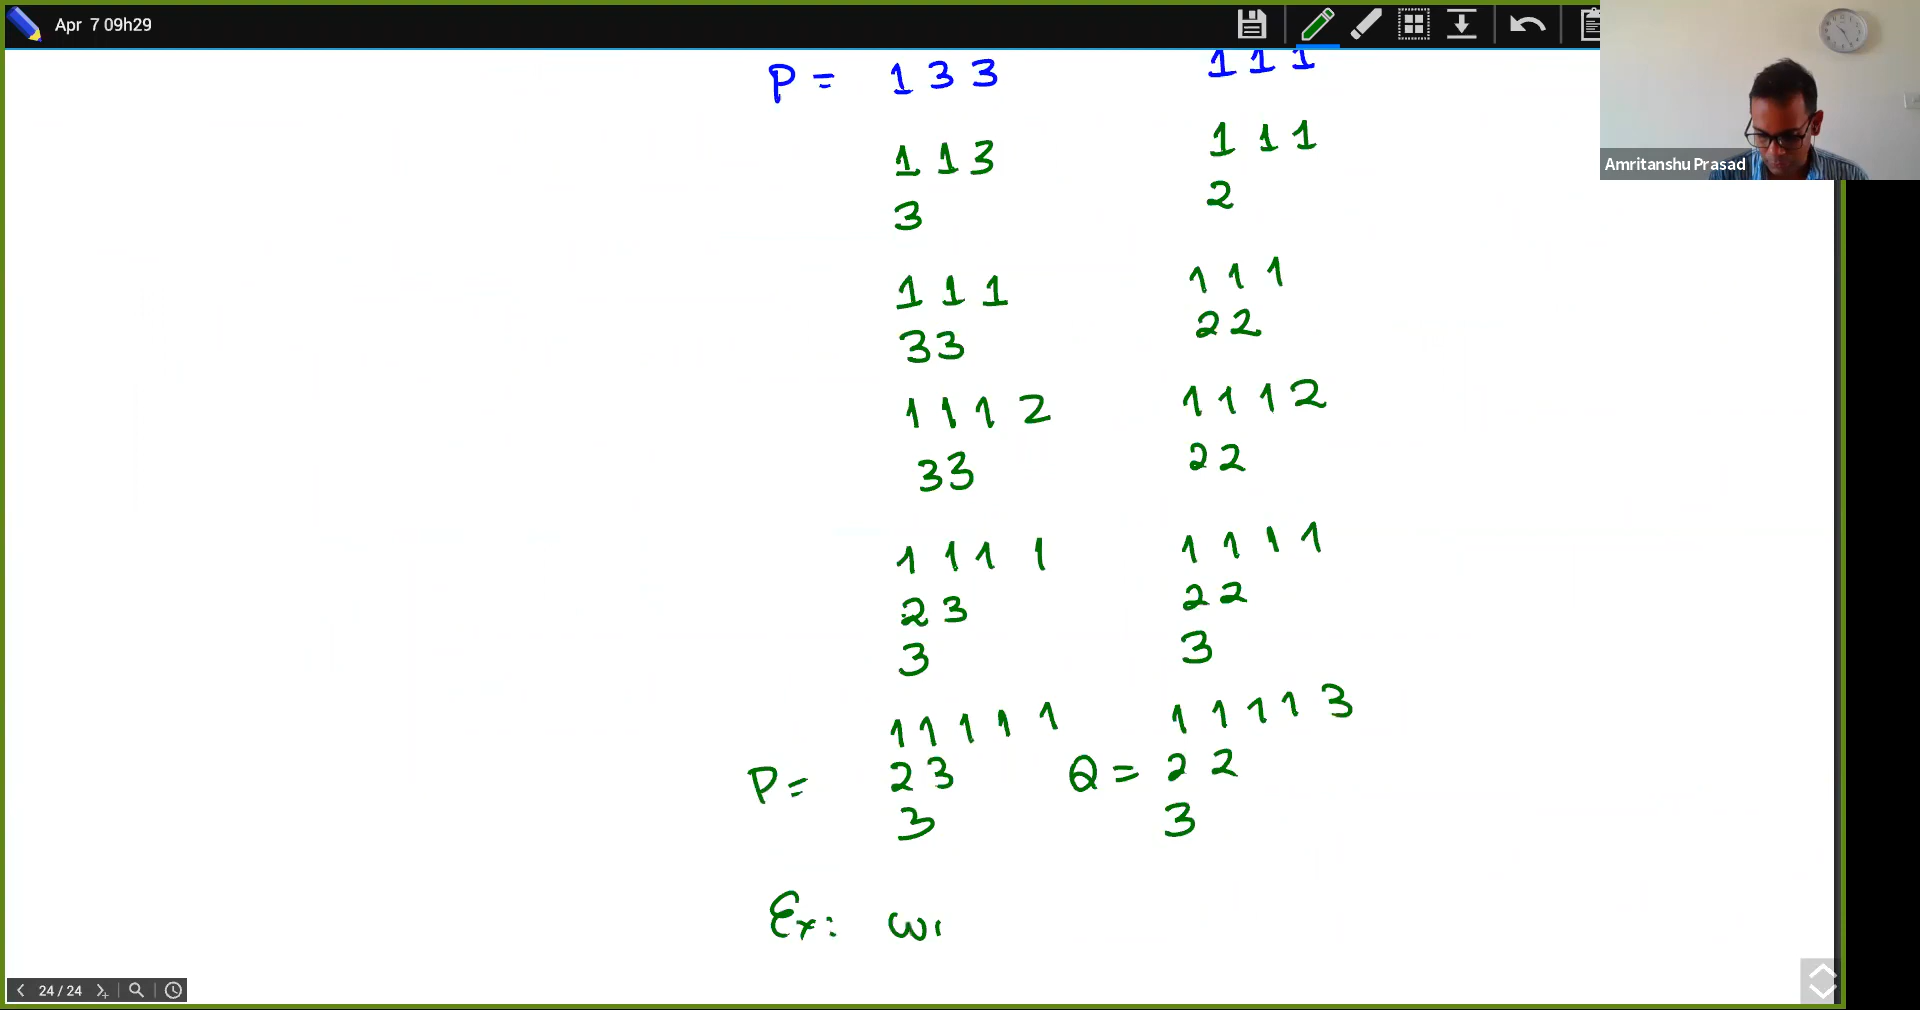 Apr 7 09h29
P = 1 3 3 1 1 1
1 1 3 1 1 1
3 2
1 1 1 1 1 1
3 3 2 2
1 1 1 2 1 1 1 2
3 3 2 2
1 1 1 1 1 1 1 1
2 3 2 2
3 3
1 1 1 1 1 1 1 1 1 3
P = 2 3 Q = 2 2
3 3
Ex:
Amritanshu Prasad
24 / 24